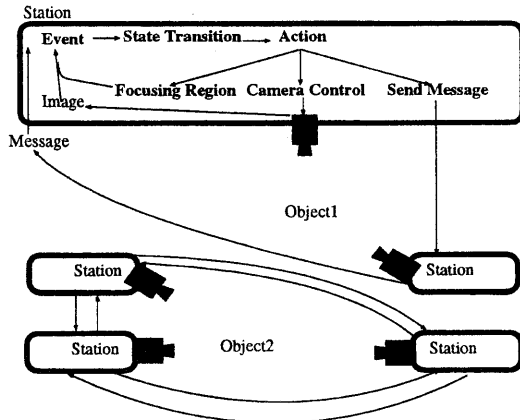 Station
Event State Transition Action
Focusing Region Camera Control Send Message
Image
Message
Object1
Station Station
Station Object2 Station